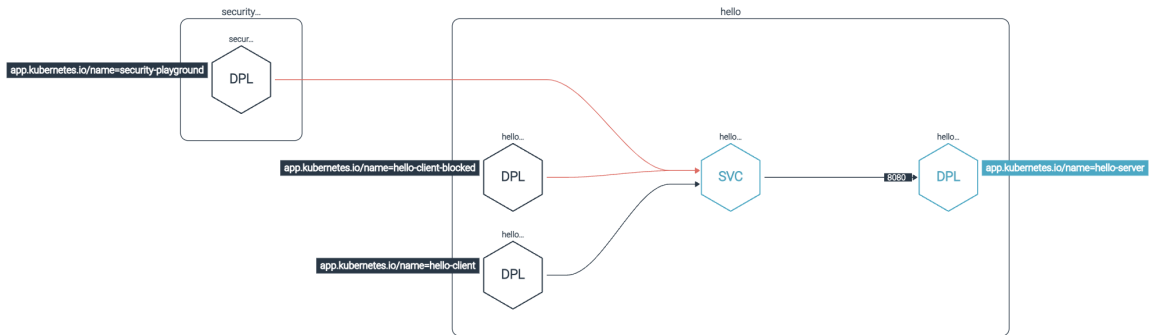 security...
hello
secur...
app.kubernetes.io/name=security-playground
DPL
hello...
app.kubernetes.io/name=hello-client-blocked
DPL
hello...
SVC
8080
hello...
DPL
app.kubernetes.io/name=hello-server
hello...
app.kubernetes.io/name=hello-client
DPL